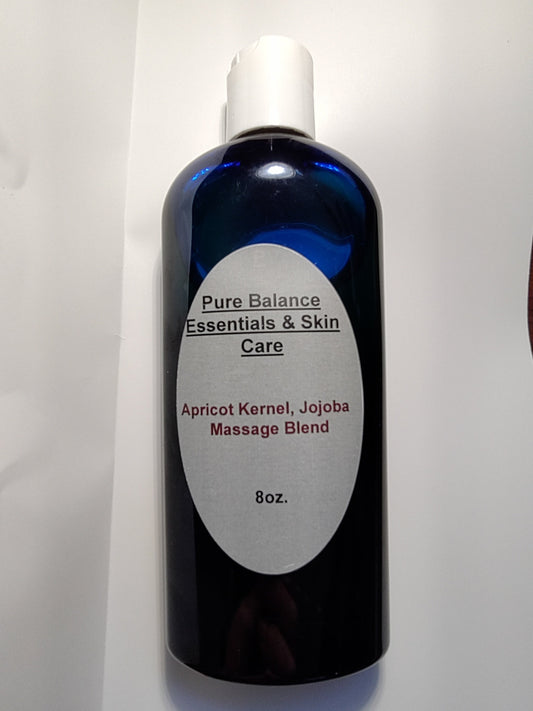 Pure Balance
Essentials & Skin
Care
Apricot Kernel, Jojoba
Massage Blend
8oz.